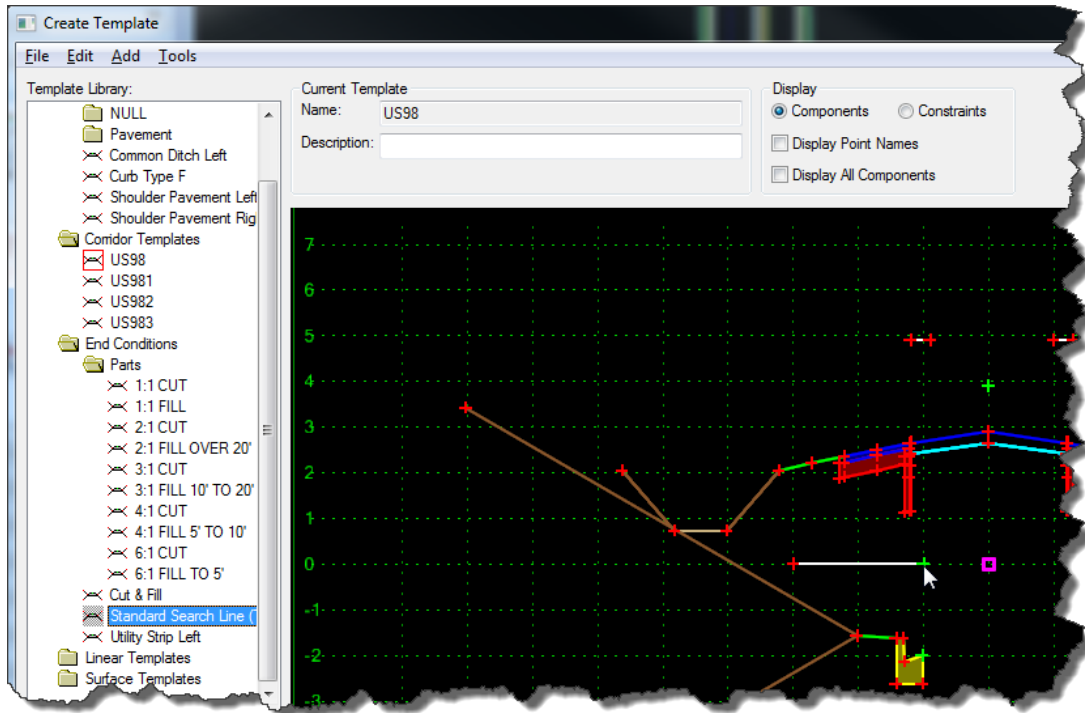 Create Template
File Edit Add Tools
Template Library:
NULL
Pavement
Common Ditch Left
Curb Type F
Shoulder Pavement Left
Shoulder Pavement Rig
Corridor Templates
US98
US981
US982
US983
End Conditions
Parts
1:1 CUT
1:1 FILL
2:1 CUT
2:1 FILL OVER 20'
3:1 CUT
3:1 FILL 10' TO 20'
4:1 CUT
4:1 FILL 5' TO 10'
6:1 CUT
6:1 FILL TO 5'
Cut & Fill
Standard Search Line (
Utility Strip Left
Linear Templates
Surface Templates
Current Template
Name: US98
Description:
Display
Components Constraints
Display Point Names
Display All Components
7
6
5
4
3
2
1
0
-1
-2
-3